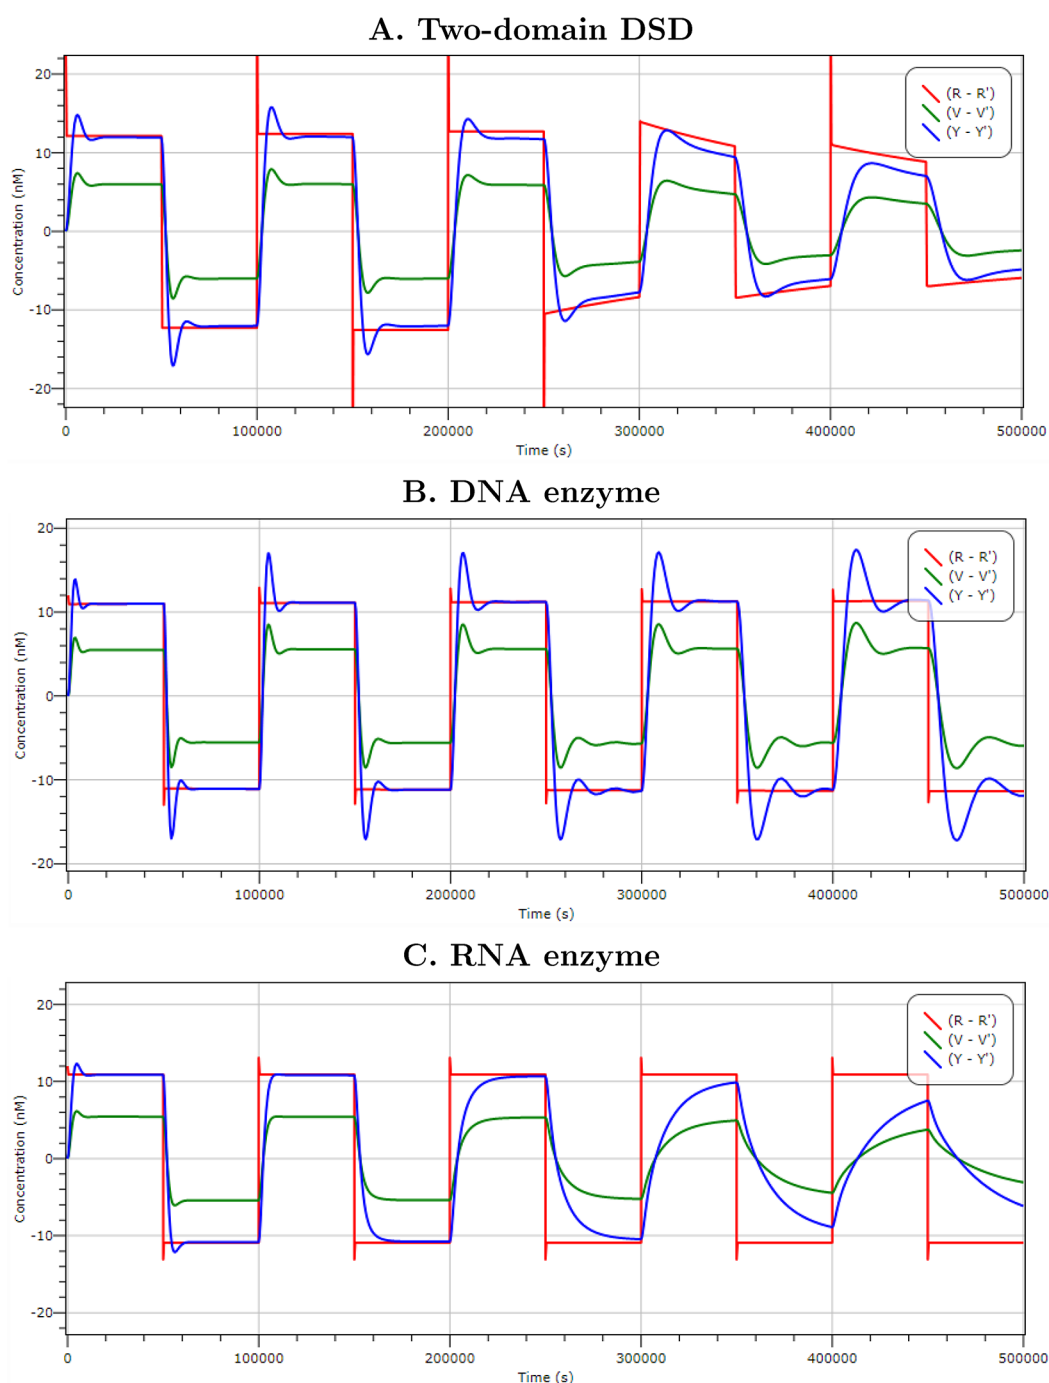 A. Two-domain DSD
20
10
0
-10
-20
Concentration (nM)
(R - R')
(V - V')
(Y - Y')
0 100000 200000 300000 400000 500000
Time (s)
B. DNA enzyme
20
10
0
-10
-20
Concentration (nM)
(R - R')
(V - V')
(Y - Y')
0 100000 200000 300000 400000 500000
Time (s)
C. RNA enzyme
20
10
0
-10
-20
Concentration (nM)
(R - R')
(V - V')
(Y - Y')
0 100000 200000 300000 400000 500000
Time (s)